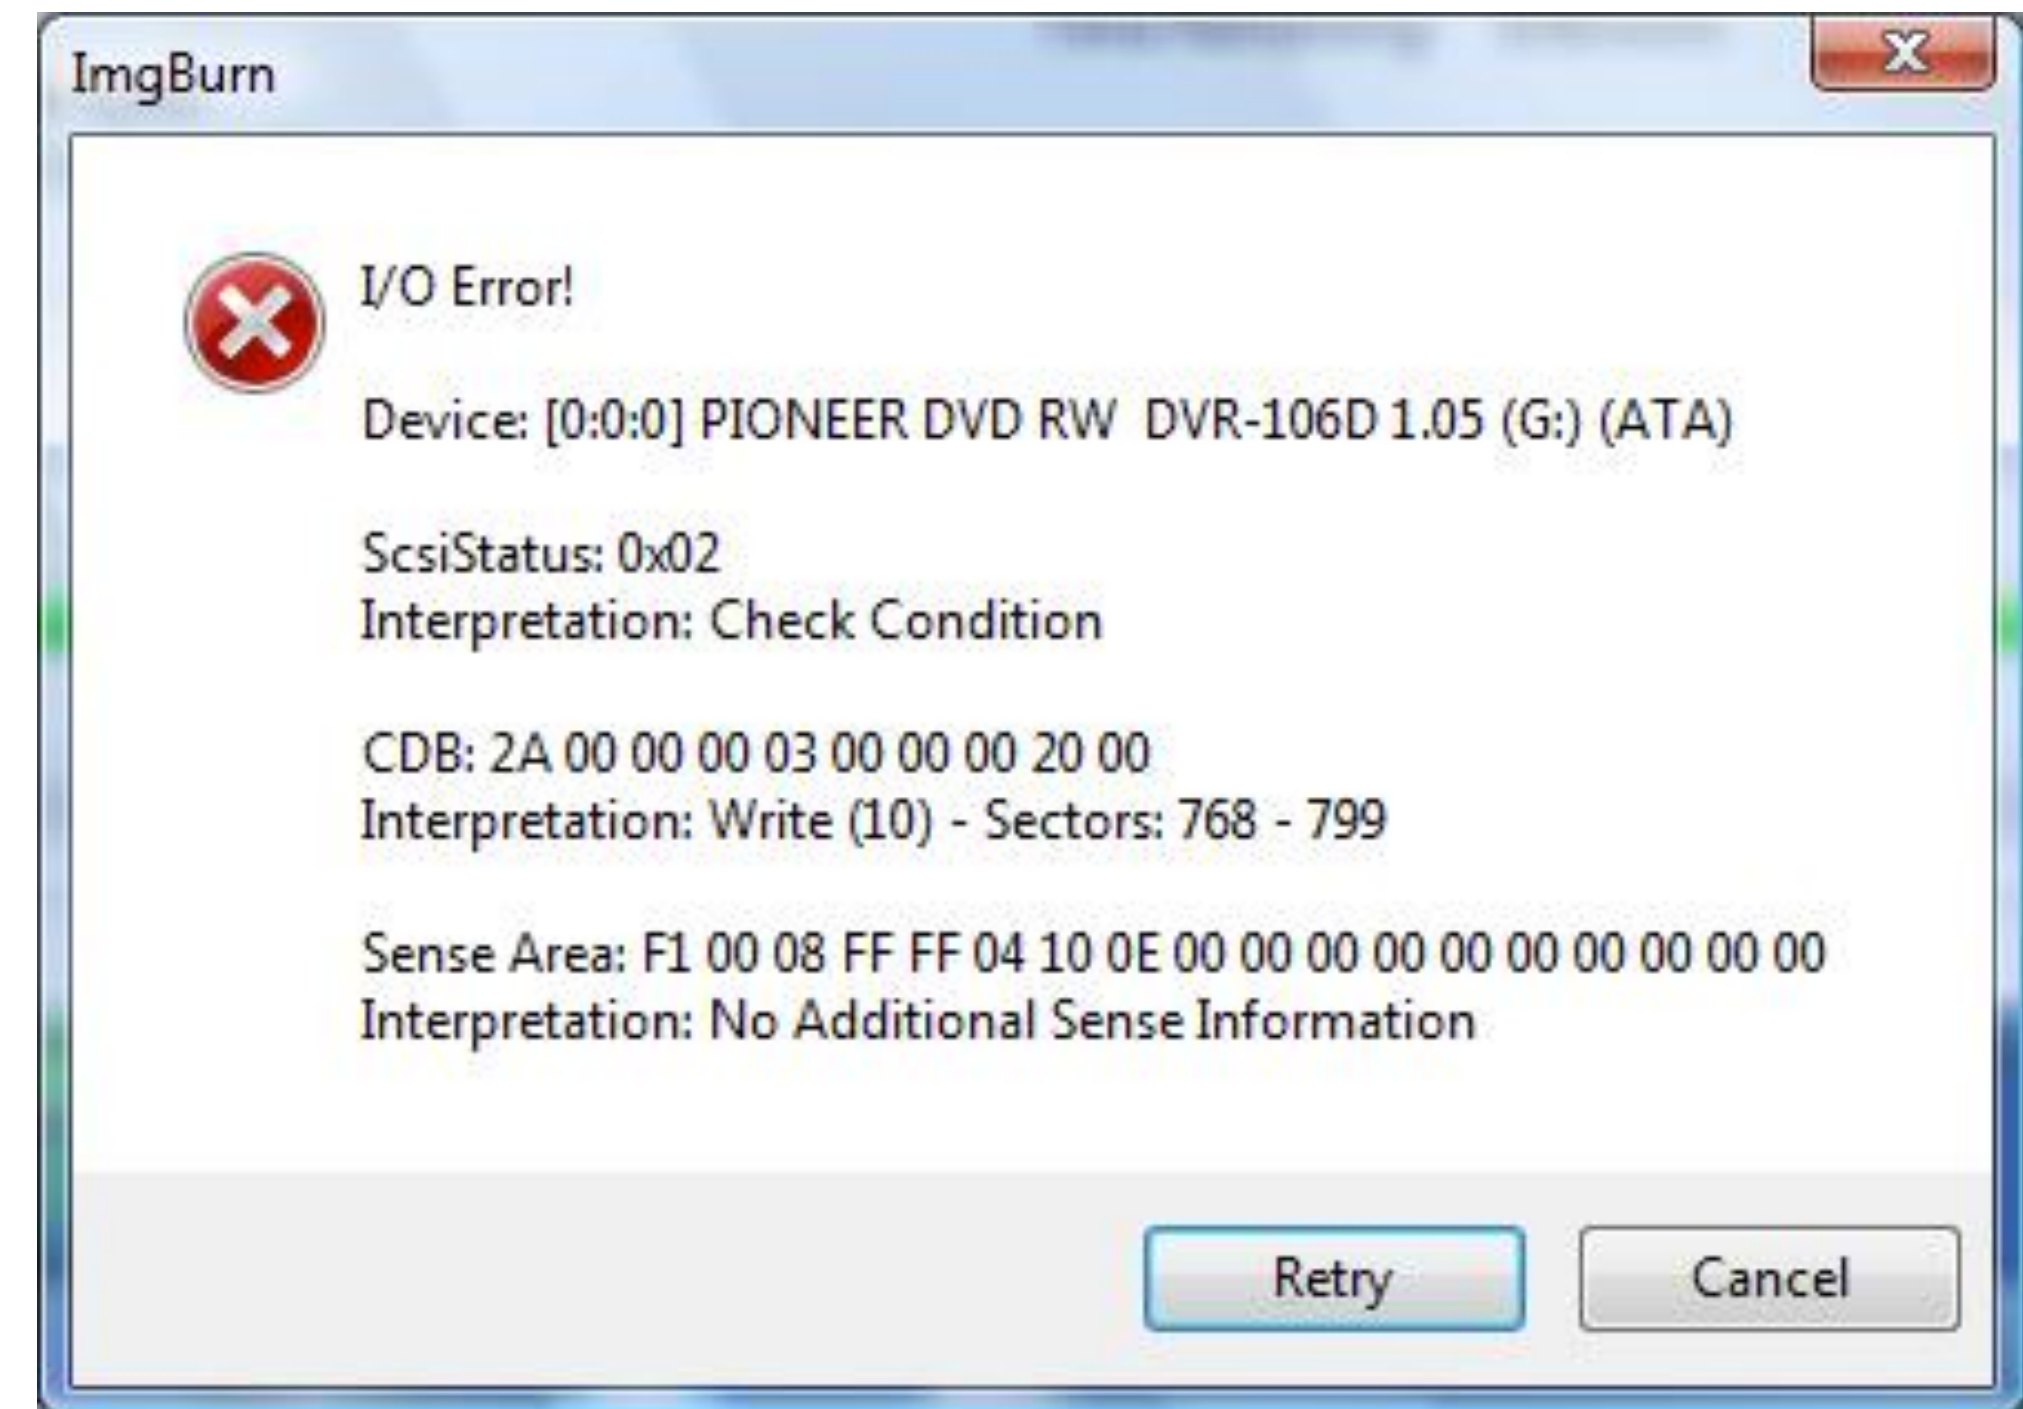 ImgBurn
I/O Error!
Device: [0:0:0] PIONEER DVD RW  DVR-106D 1.05 (G:) (ATA)
ScsiStatus: 0x02
Interpretation: Check Condition
CDB: 2A 00 00 00 03 00 00 00 20 00
Interpretation: Write (10) - Sectors: 768 - 799
Sense Area: F1 00 08 FF FF 04 10 0E 00 00 00 00 00 00 00 00 00 00
Interpretation: No Additional Sense Information
Retry
Cancel